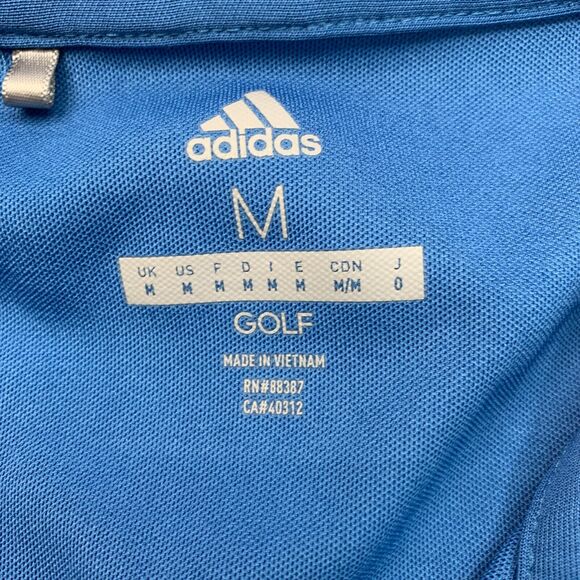 adidas
M
UK US F D I E CDN J
M M M M M M M/M O
GOLF
MADE IN VIETNAM
RN#88387
CA#40312